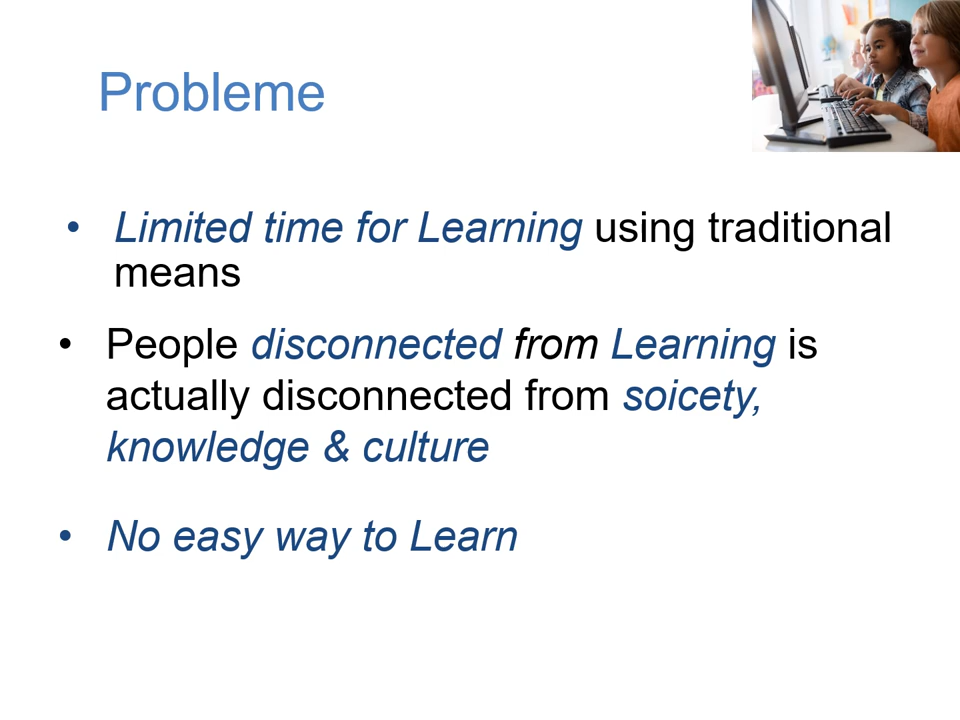 Probleme
• Limited time for Learning using traditional
means
• People disconnected from Learning is
actually disconnected from soicety,
knowledge & culture
• No easy way to Learn